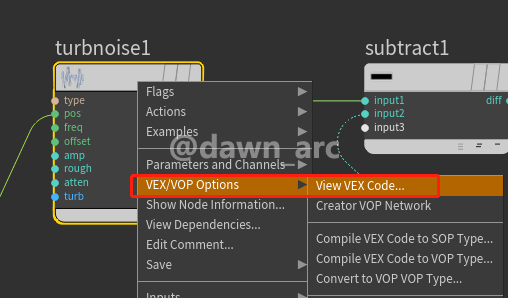 turbnoise1
subtract1
type
pos
freq
offset
amp
rough
atten
turb
Flags
Actions
Examples
Parameters and Channels
VEX/VOP Options
Show Node Information...
View Dependencies...
Edit Comment...
Save
Inputs
input1
input2
input3
diff
@dawn_arc
View VEX Code...
Creator VOP Network
Compile VEX Code to SOP Type...
Compile VEX Code to VOP Type...
Convert to VOP VOP Type...